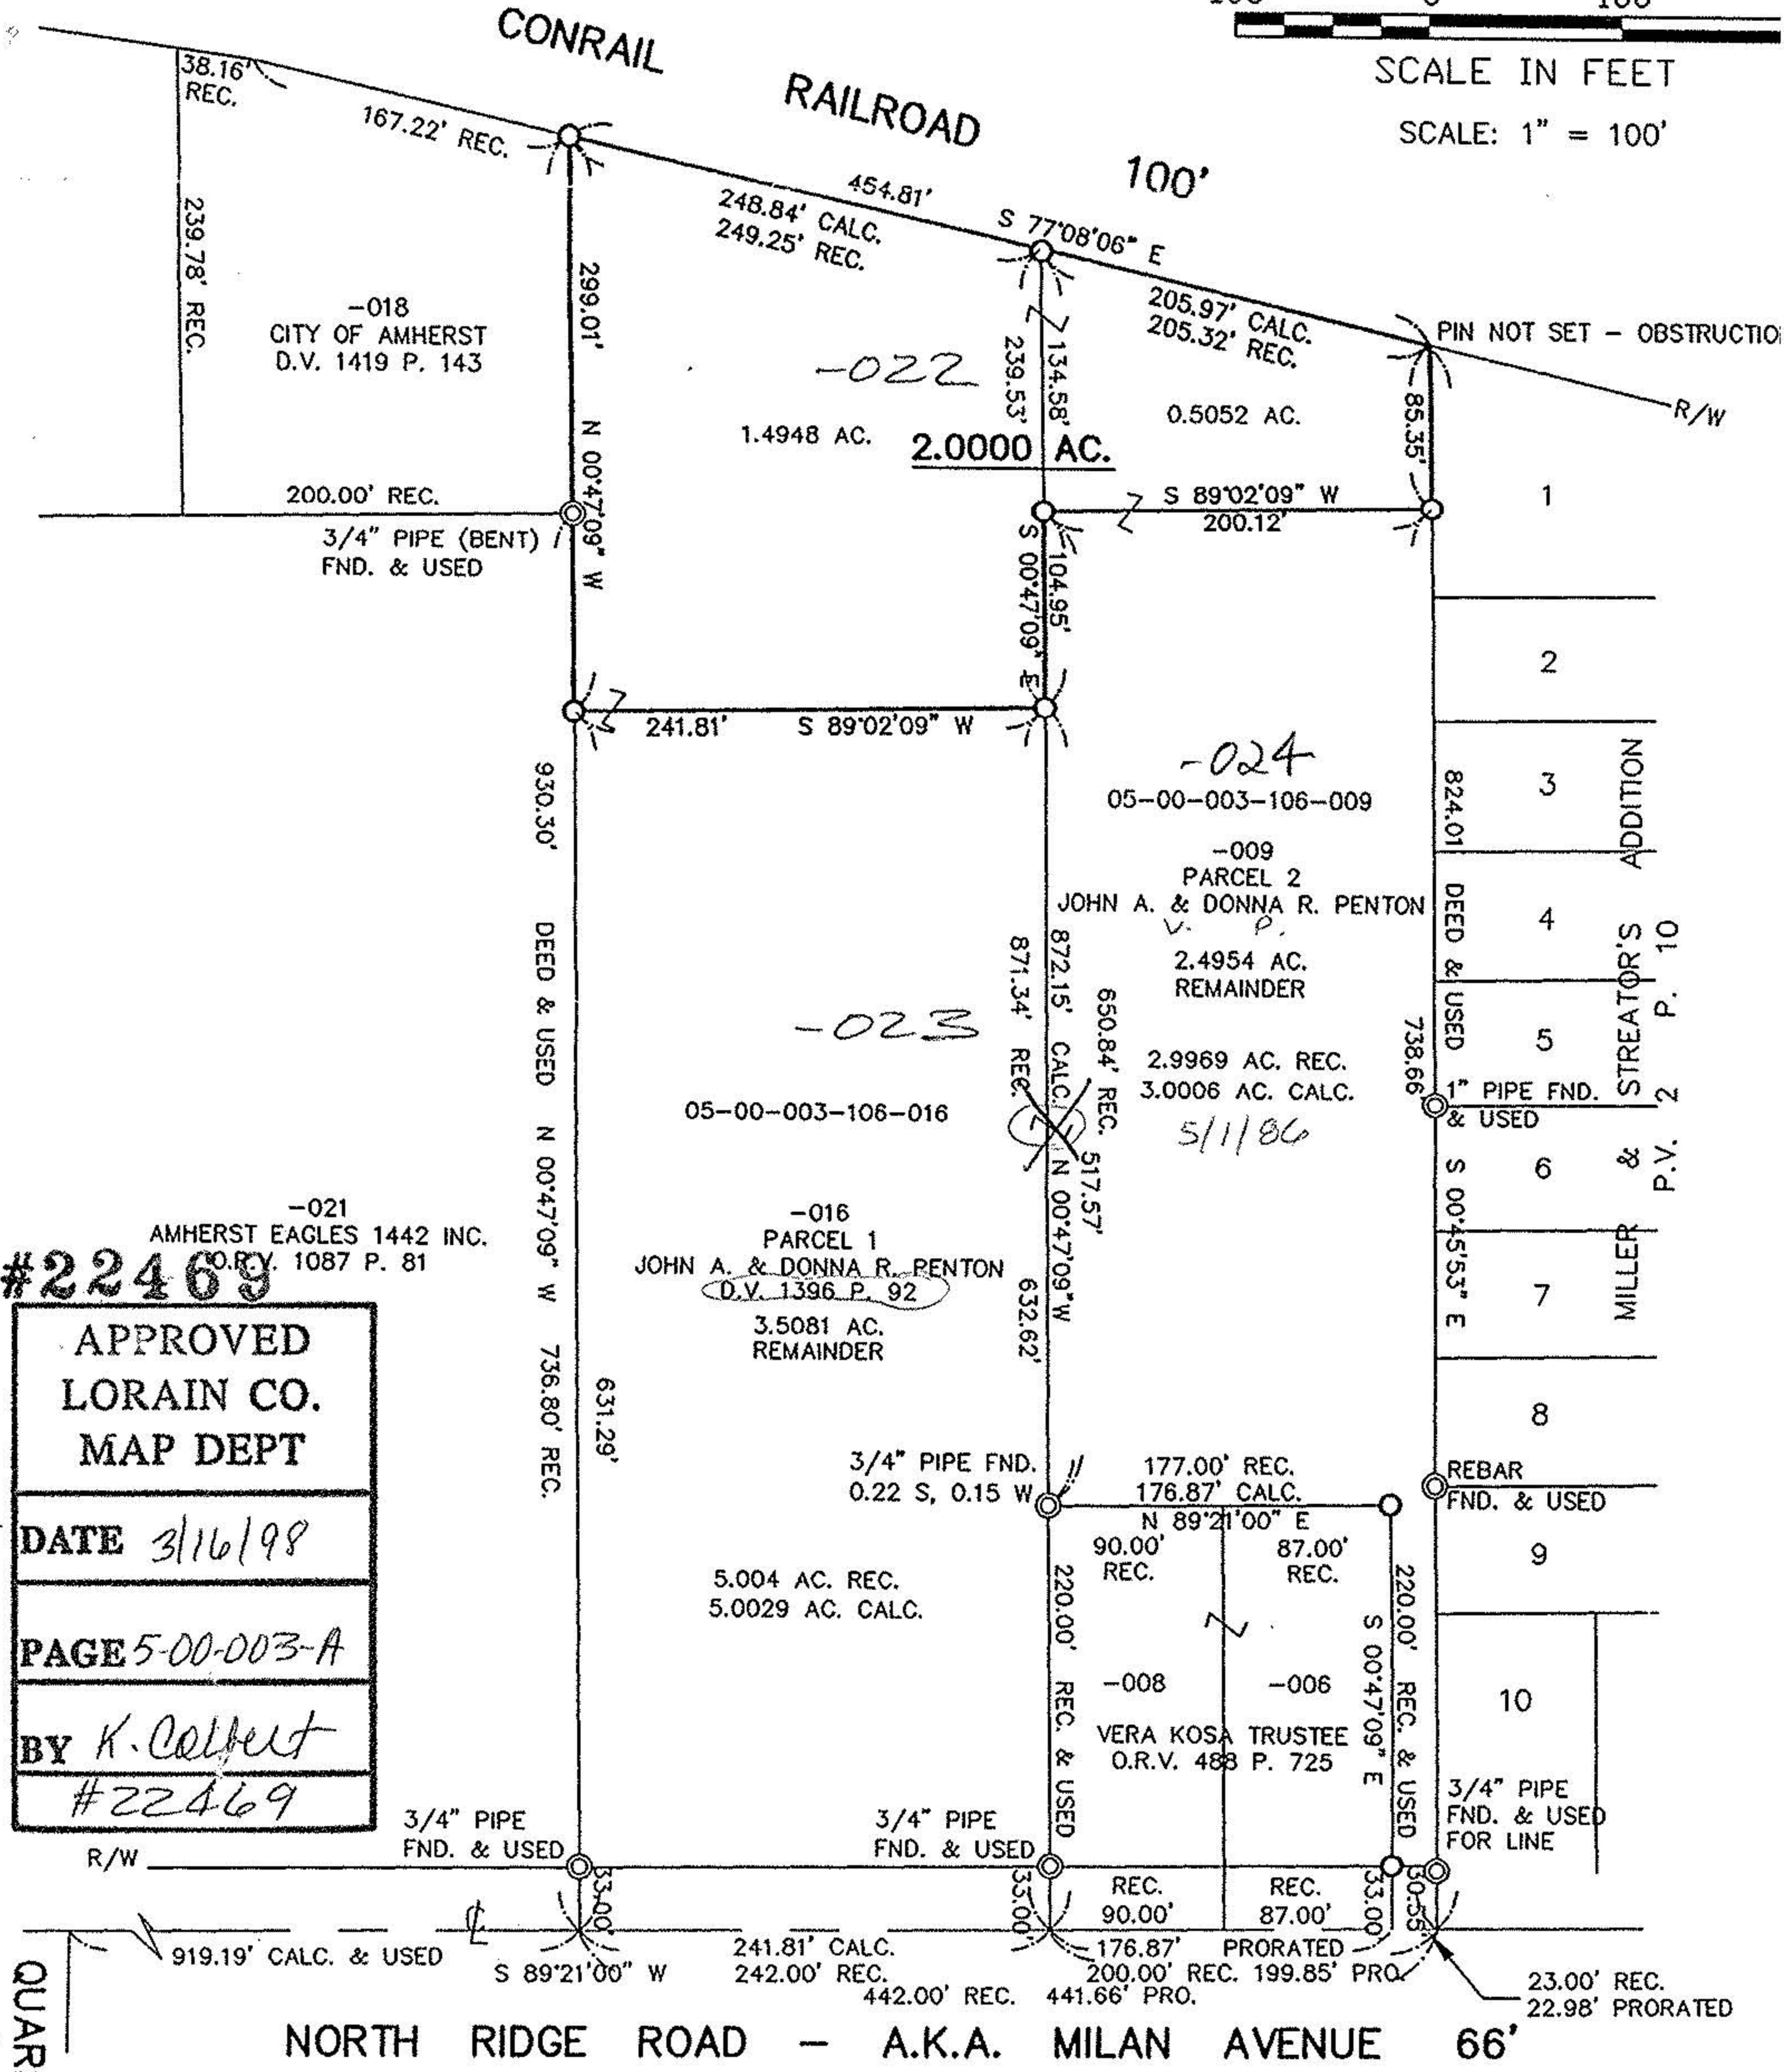 CONRAIL RAILROAD 100'
100 0 100
SCALE IN FEET
SCALE: 1" = 100'
38.16'
REC.
167.22' REC.
239.78' REC.
454.81'
248.84' CALC.
249.25' REC.
S 77°08'06" E
205.97' CALC.
205.32' REC.
PIN NOT SET – OBSTRUCTIO
R/W
-018
CITY OF AMHERST
D.V. 1419 P. 143
299.01'
N 00°47'09" W
-022
239.53'
134.58'
85.35'
0.5052 AC.
1.4948 AC.
2.0000 AC.
200.00' REC.
3/4" PIPE (BENT)
FND. & USED
S 89°02'09" W
200.12'
S 00°47'09" E
104.95'
241.81'
S 89°02'09" W
1
2
3
4
5
6
7
8
9
10
MILLER & STREATOR'S ADDITION
P.V. 2 P. 10
-024
05-00-003-106-009
-009
PARCEL 2
JOHN A. & DONNA R. PENTON
V. P.
2.4954 AC.
REMAINDER
2.9969 AC. REC.
3.0006 AC. CALC.
5/1/86
824.01 DEED & USED
738.66
S 00°45'53" E
1" PIPE FND.
& USED
930.30' DEED & USED N 00°47'09" W 736.80' REC.
631.29'
871.34' REC.
872.15' CALC. N 00°47'09" W
650.84' REC. 517.57'
632.62'
-023
05-00-003-106-016
-016
PARCEL 1
JOHN A. & DONNA R. PENTON
D.V. 1396 P. 92
3.5081 AC.
REMAINDER
5.004 AC. REC.
5.0029 AC. CALC.
-021
AMHERST EAGLES 1442 INC.
O.R.V. 1087 P. 81
#22469
APPROVED
LORAIN CO.
MAP DEPT
DATE 3/16/98
PAGE 5-00-003-A
BY K. Colbert
#22469
3/4" PIPE FND.
0.22 S, 0.15 W
177.00' REC.
176.87' CALC.
N 89°21'00" E
90.00'
REC.
87.00'
REC.
REBAR
FND. & USED
220.00' REC. & USED
220.00' REC. & USED
S 00°47'09" E
-008
-006
VERA KOSA TRUSTEE
O.R.V. 488 P. 725
3/4" PIPE
FND. & USED
FOR LINE
3/4" PIPE
FND. & USED
3/4" PIPE
FND. & USED
R/W
33.00'
33.00'
33.00'
REC.
90.00'
REC.
87.00'
919.19' CALC. & USED
S 89°21'00" W
241.81' CALC.
242.00' REC.
176.87' PRORATED
200.00' REC. 199.85' PRO.
442.00' REC. 441.66' PRO.
23.00' REC.
22.98' PRORATED
QUAR
NORTH RIDGE ROAD – A.K.A. MILAN AVENUE 66'